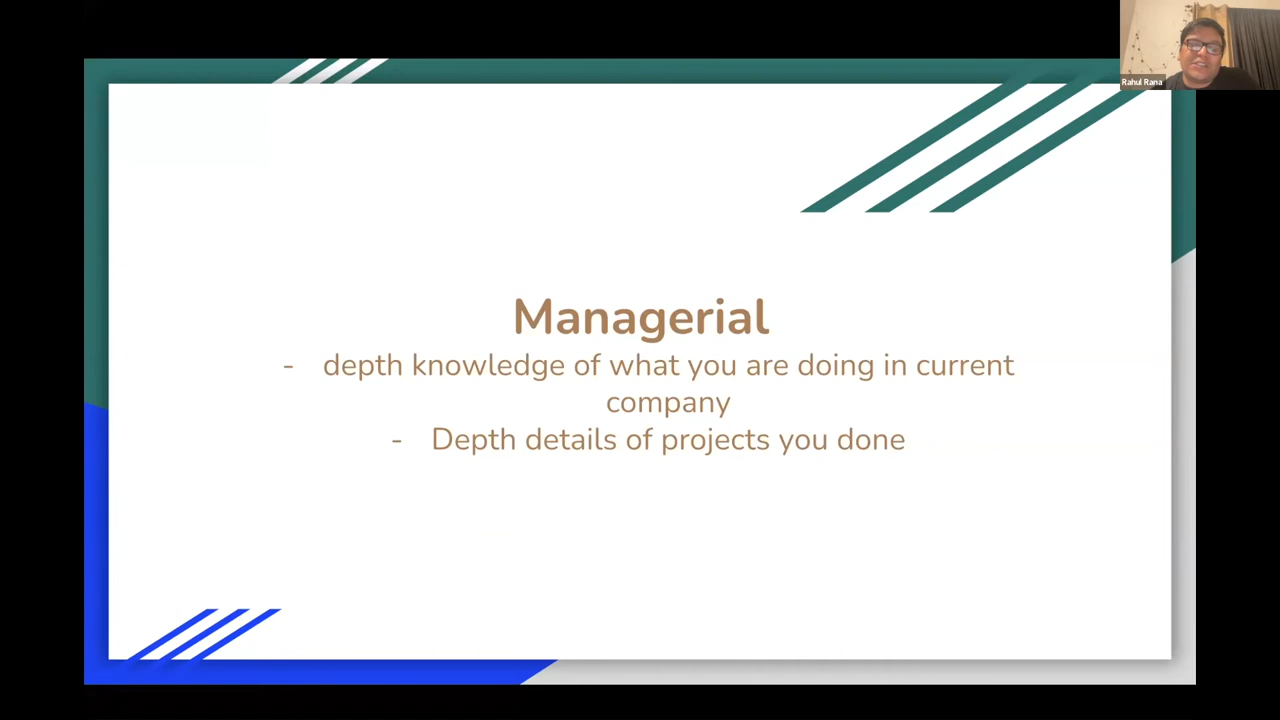 Rahul Rana
Managerial
- depth knowledge of what you are doing in current
company
- Depth details of projects you done